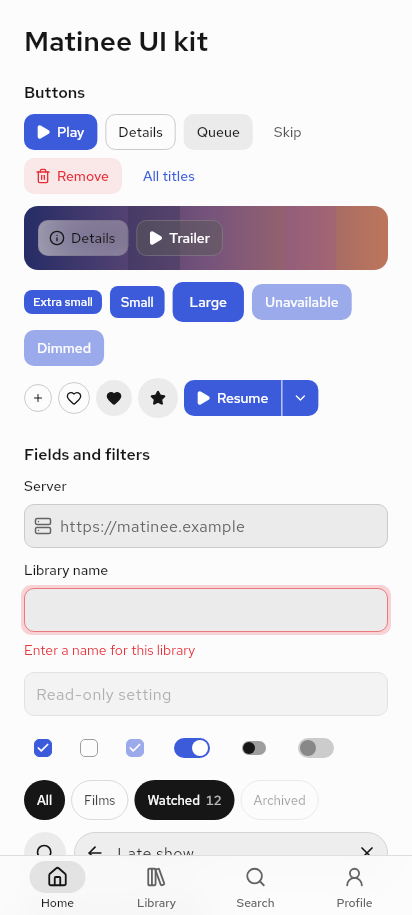 Matinee UI kit
Buttons
Play Details Queue Skip
Remove All titles
Details Trailer
Extra small Small Large Unavailable
Dimmed
Resume
Fields and filters
Server
https://matinee.example
Library name
Enter a name for this library
Read-only setting
All Films Watched 12 Archived
Late show
Home Library Search Profile